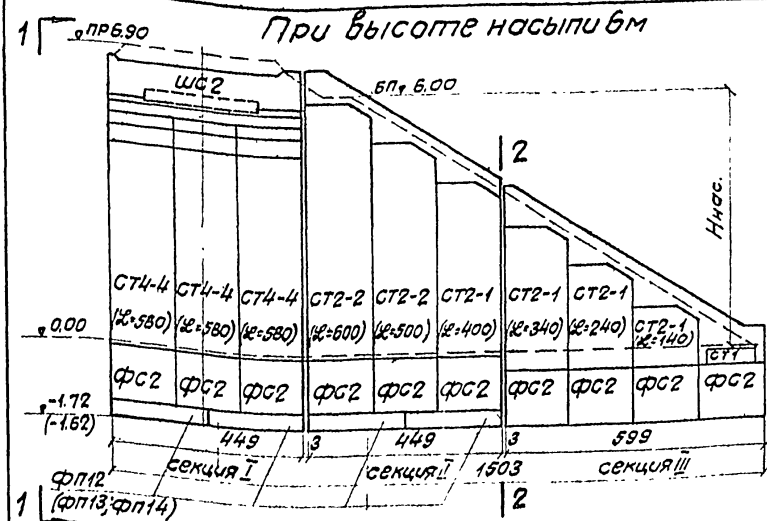 При высоте насыпи 6м
1
ПР 6.90
ШС2
БП 6.00
2
Ннас.
СТ4-4 СТ4-4 СТ4-4 СТ2-2 СТ2-2 СТ2-1 СТ2-1 СТ2-1 СТ2-1
(ℒ=580) (ℒ=580) (ℒ=580) (ℒ=600) (ℒ=500) (ℒ=400) (ℒ=340) (ℒ=240) (ℒ=140)
0,00
СТ1
ФС2 ФС2 ФС2 ФС2 ФС2 ФС2 ФС2 ФС2 ФС2 ФС2
-1.72
(-1.62)
449 3 449 3 599
секция I секция II 1503 секция III
ФП12
(ФП13; ФП14)
1 2